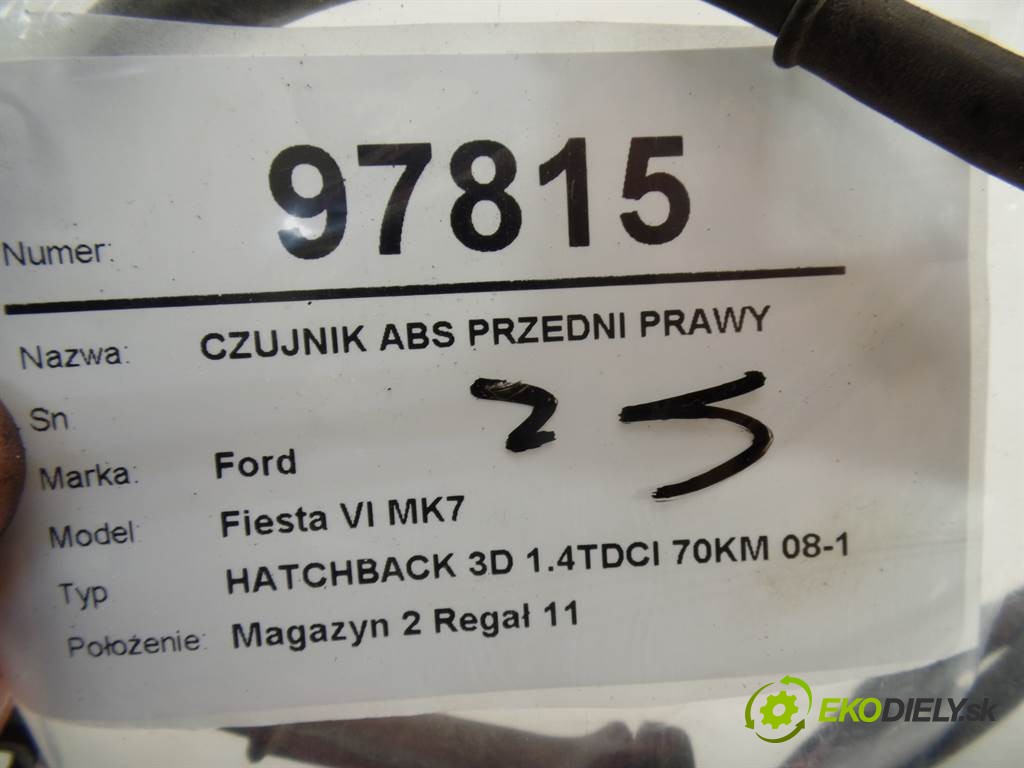 Numer: 97815
Nazwa: CZUJNIK ABS PRZEDNI PRAWY
Sn
25
Marka: Ford
Model: Fiesta VI MK7
Typ HATCHBACK 3D 1.4TDCI 70KM 08-1
Położenie: Magazyn 2 Regał 11
EKODIELY.sk